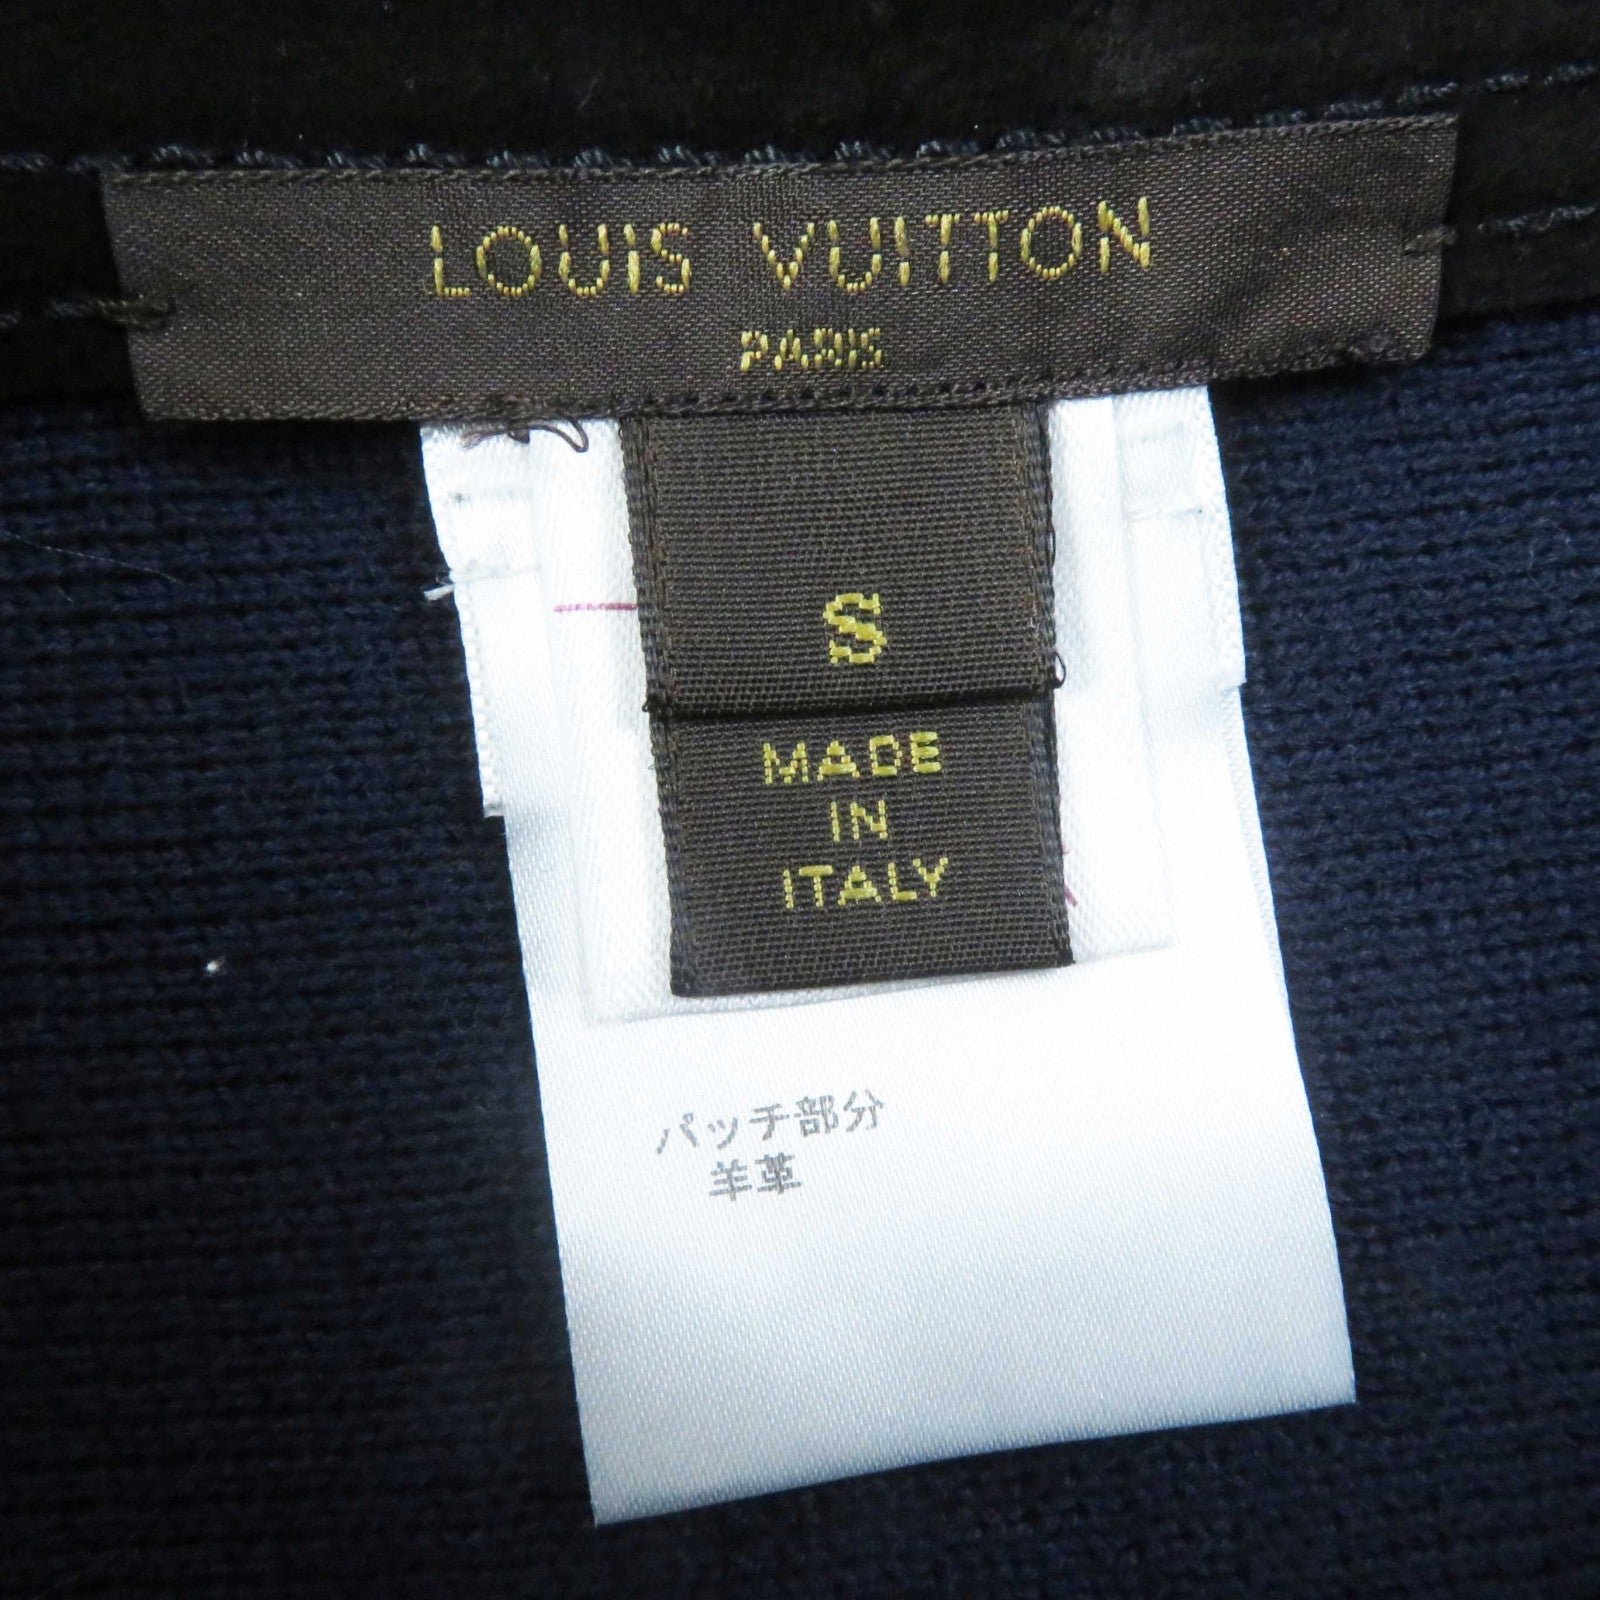 LOUIS VUITTON
PARIS
S
MADE
IN
ITALY
パッチ部分
羊革